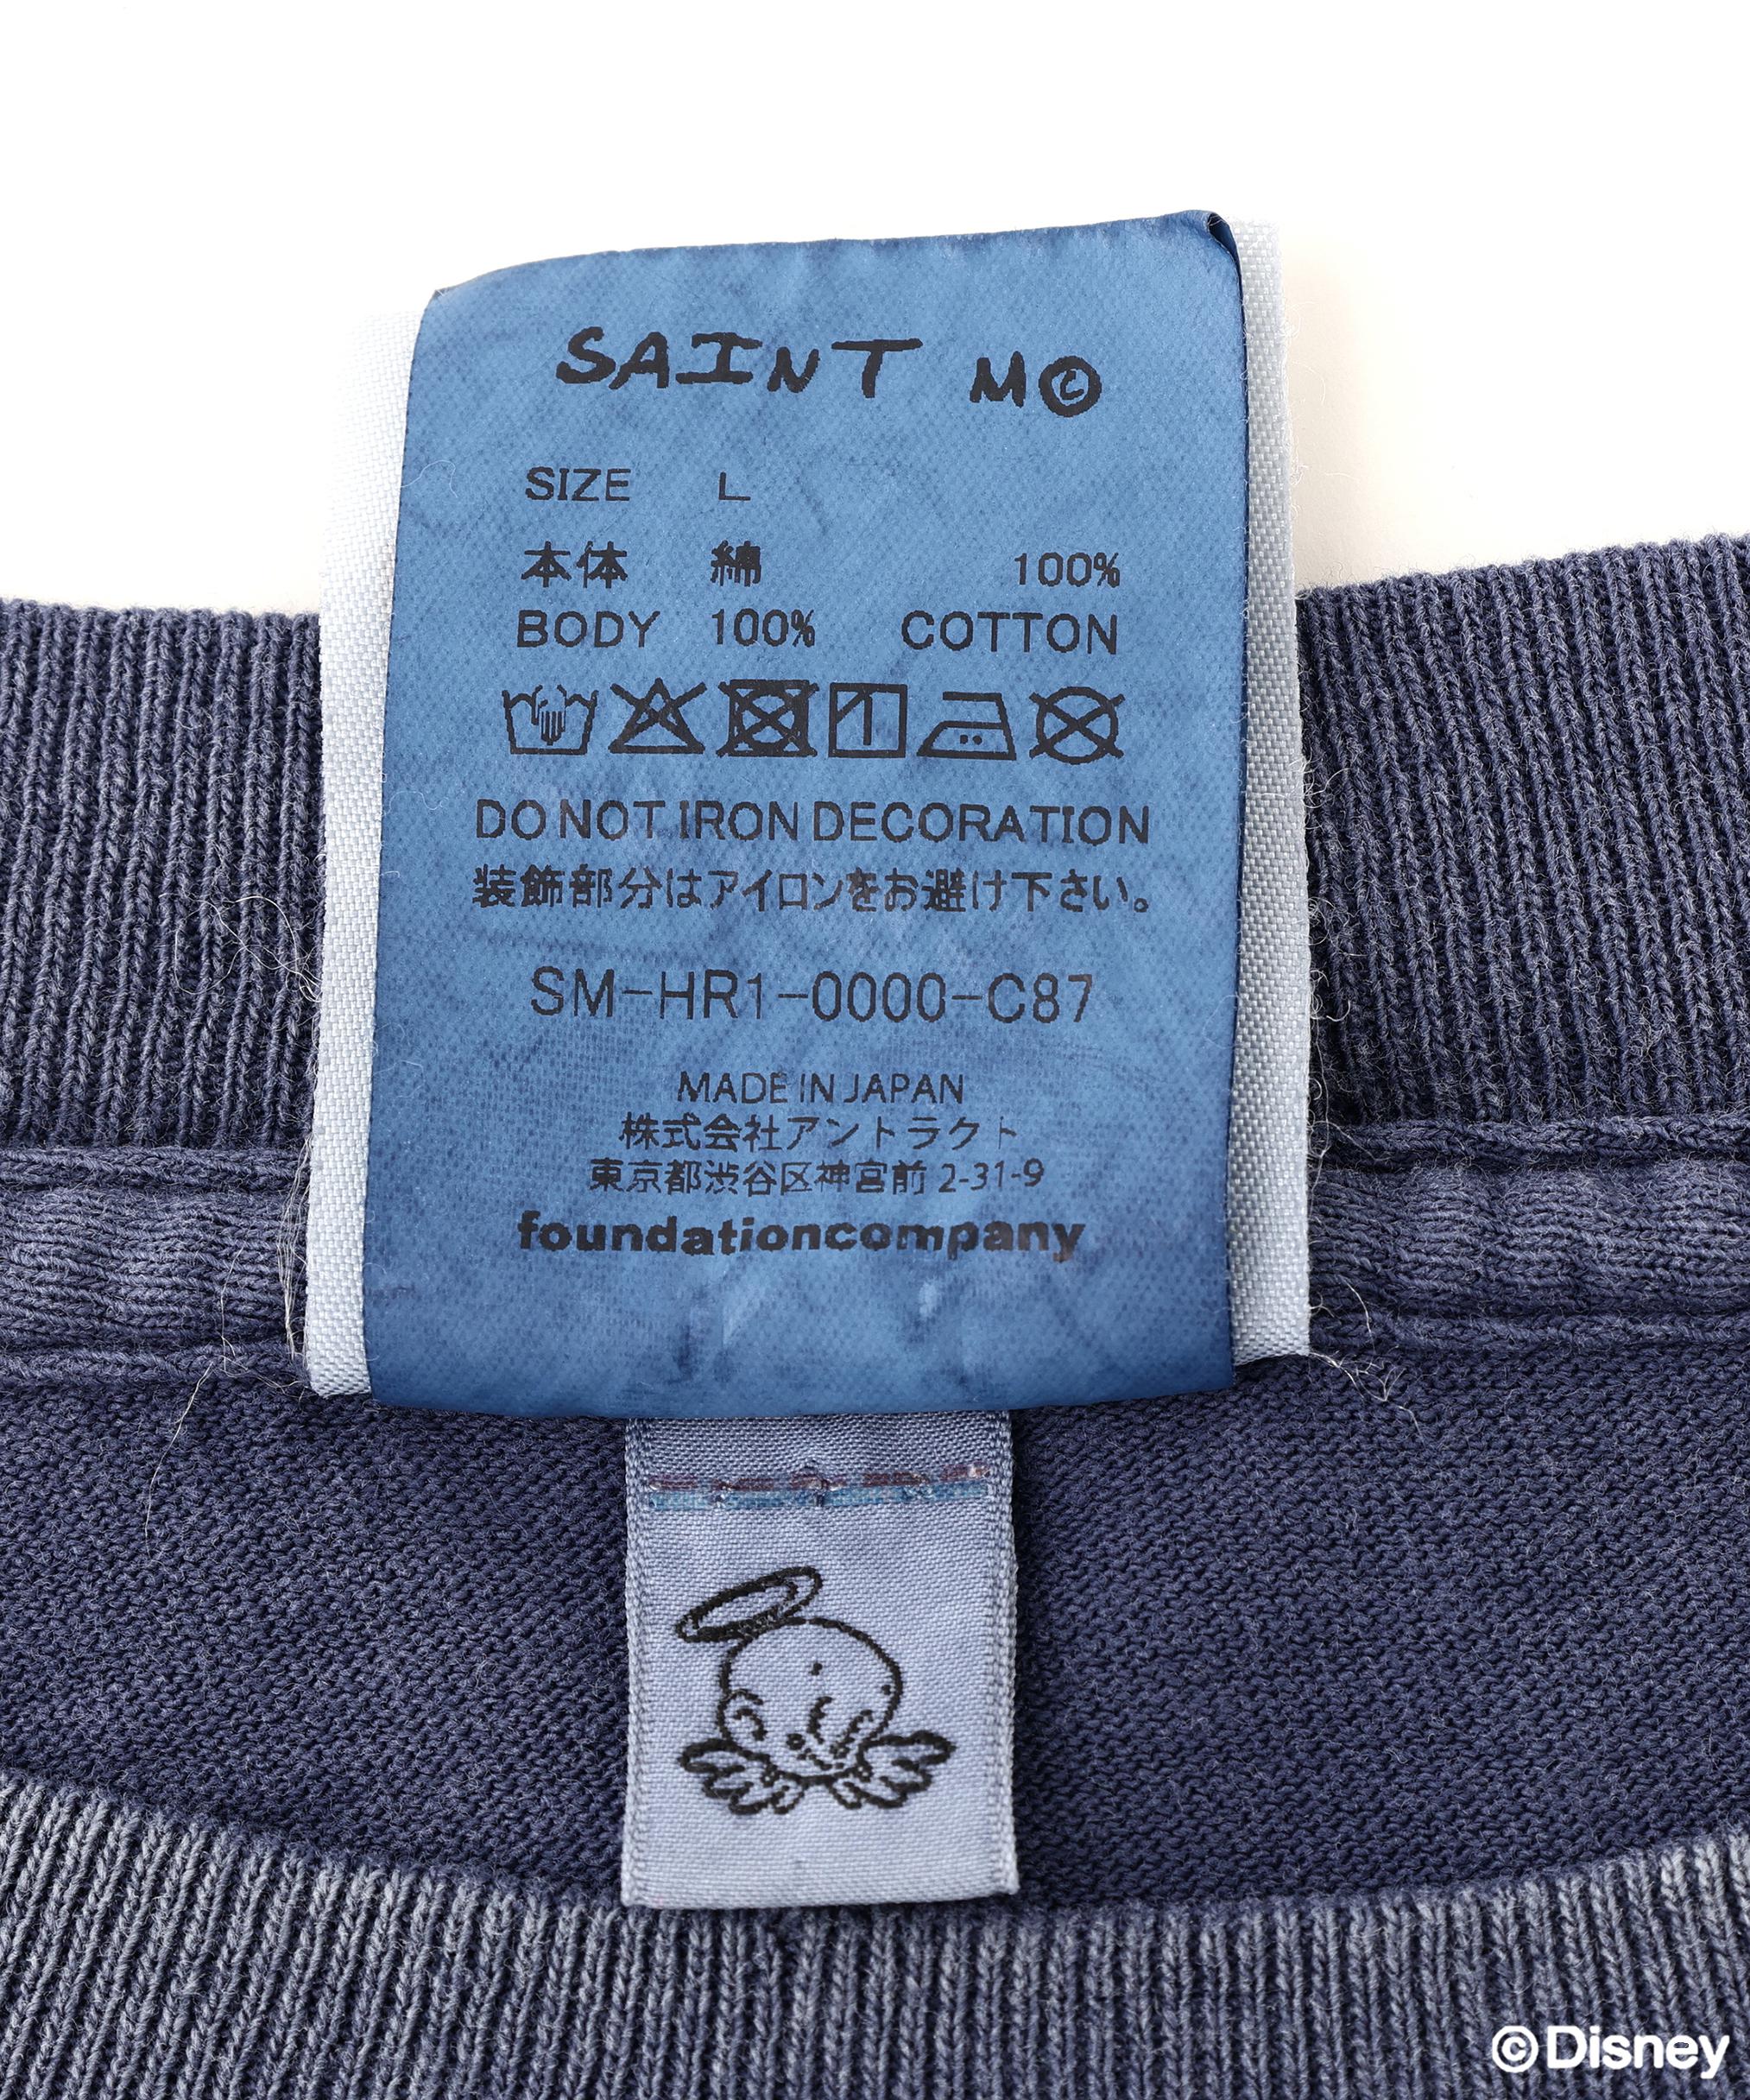 SAINT M©
SIZE L
本体 綿 100%
BODY 100% COTTON
DO NOT IRON DECORATION
装飾部分はアイロンをお避け下さい。
SM-HR1-0000-C87
MADE IN JAPAN
株式会社アントラクト
東京都渋谷区神宮前 2-31-9
foundationcompany
©Disney